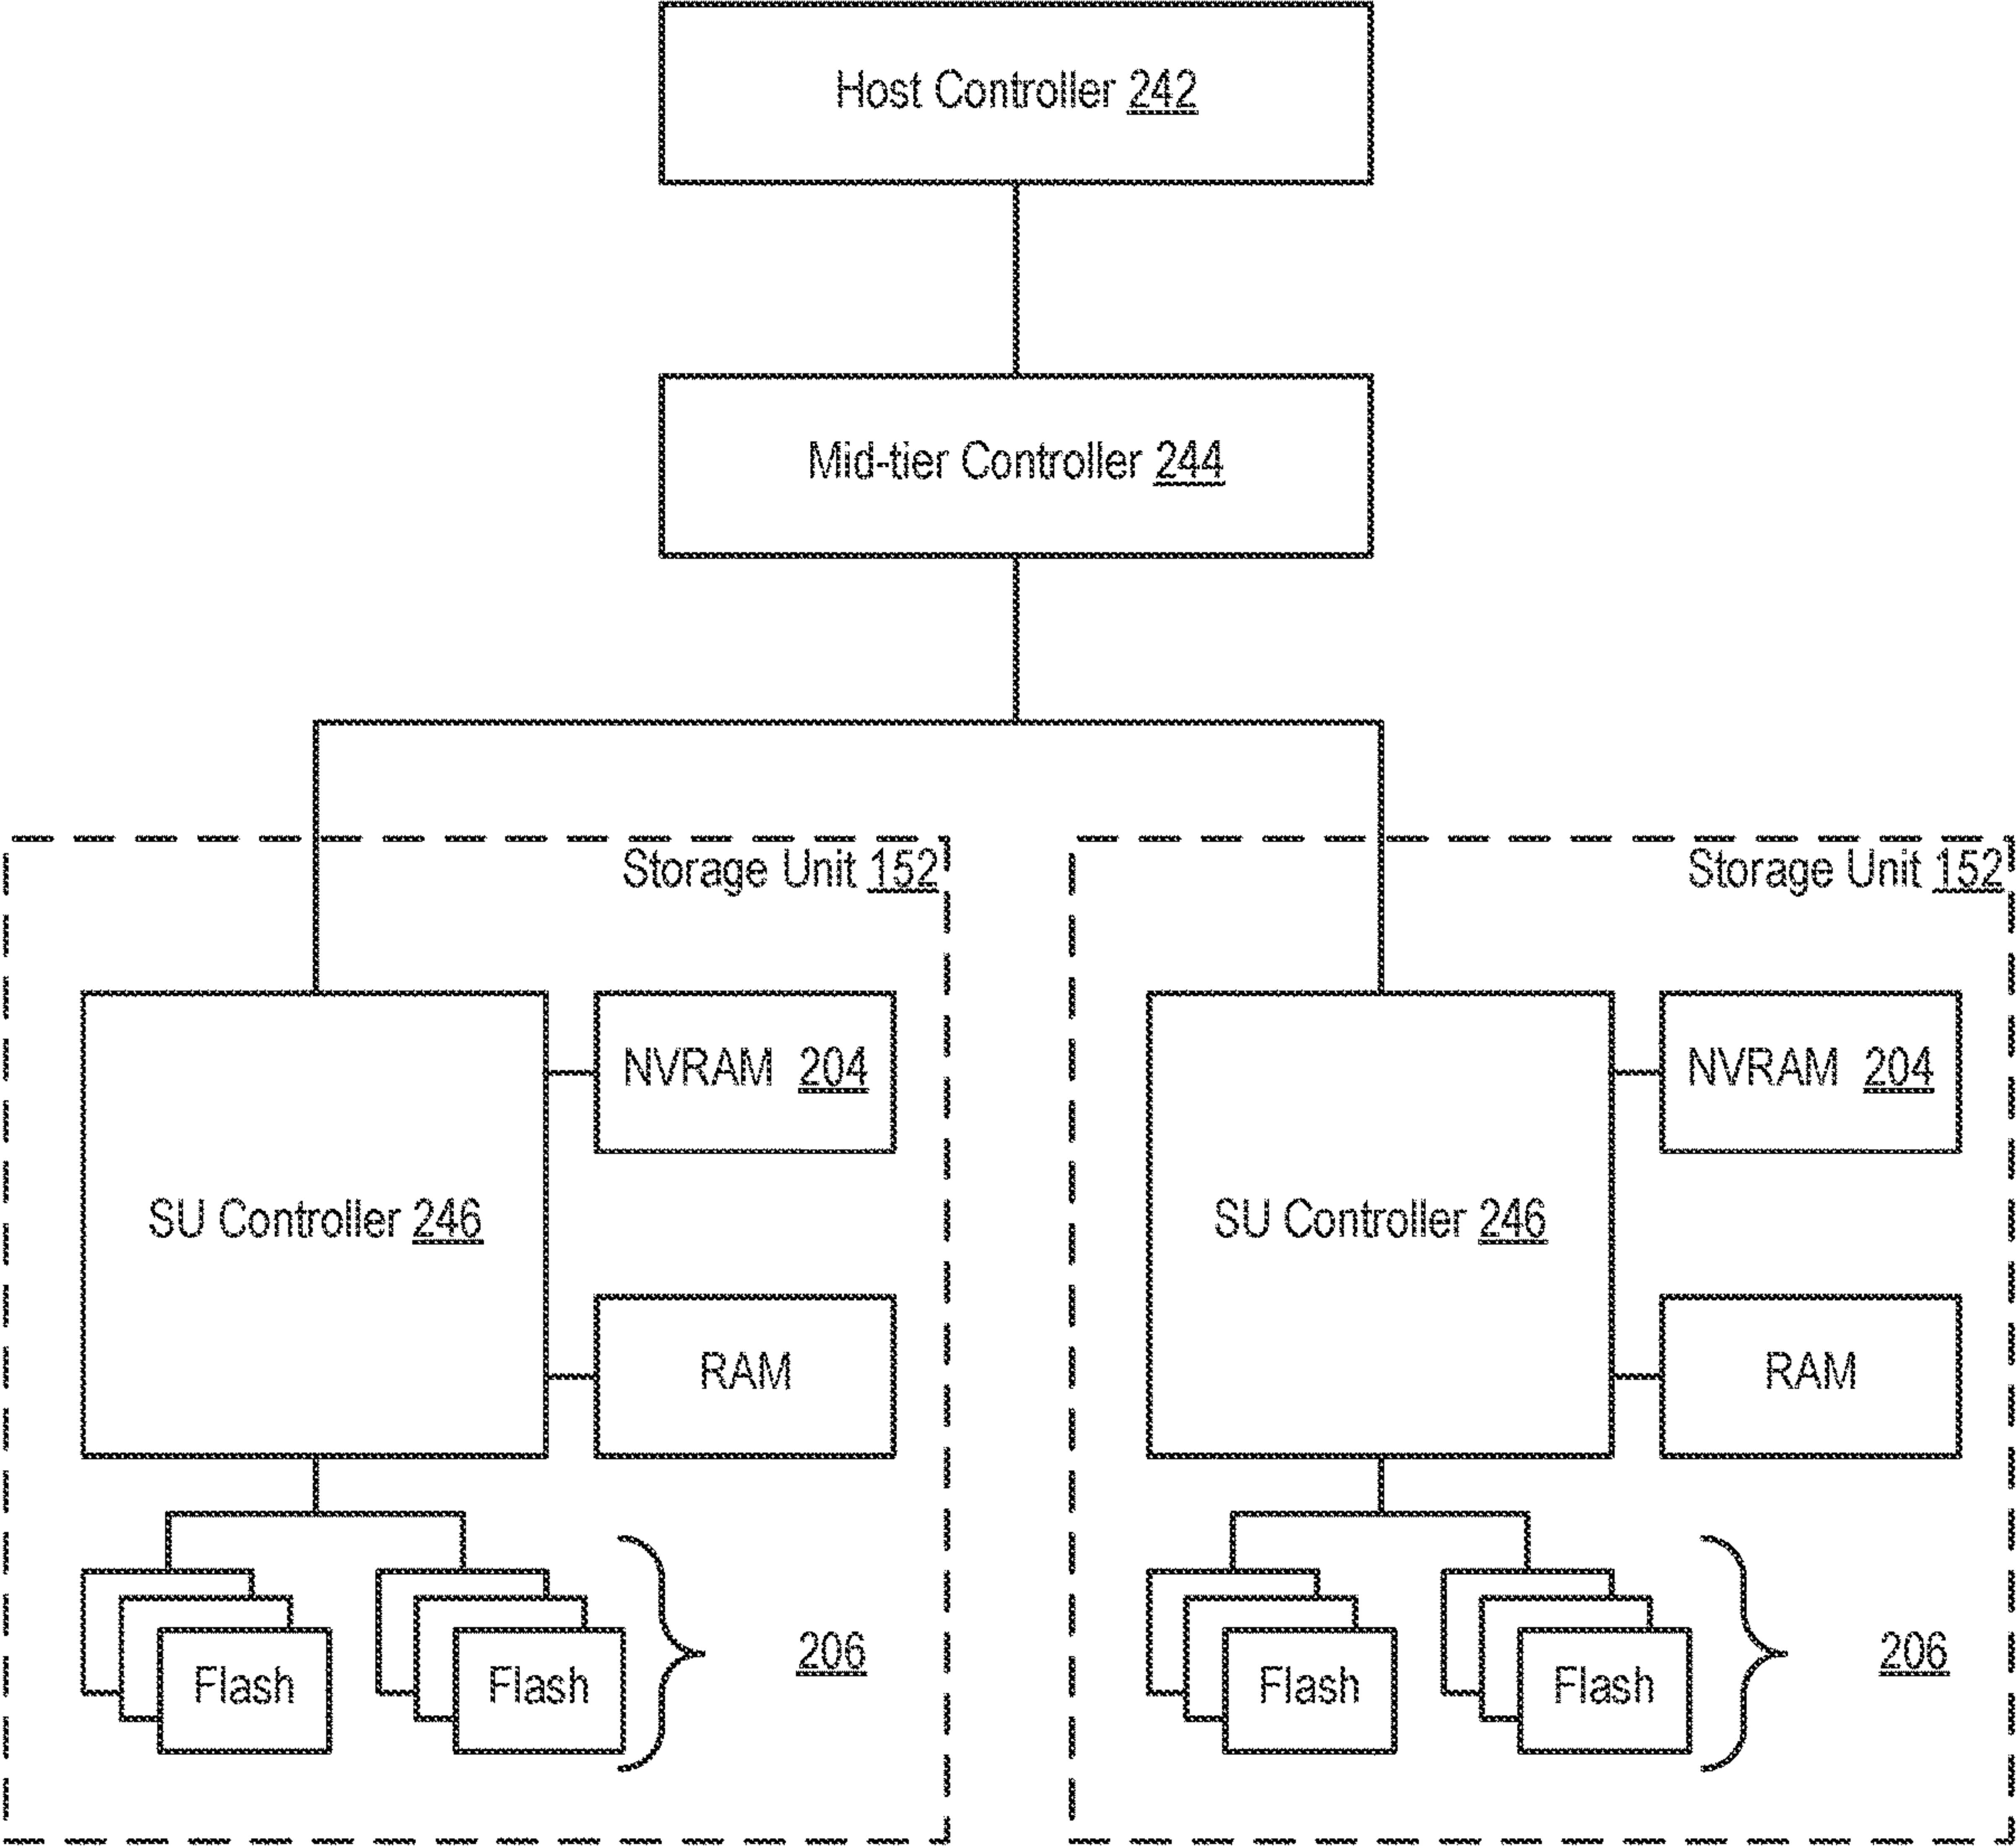 Host Controller 242
Mid-tier Controller 244
Storage Unit 152
NVRAM 204
SU Controller 246
RAM
Flash
Flash
206
Storage Unit 152
NVRAM 204
SU Controller 246
RAM
Flash
Flash
206